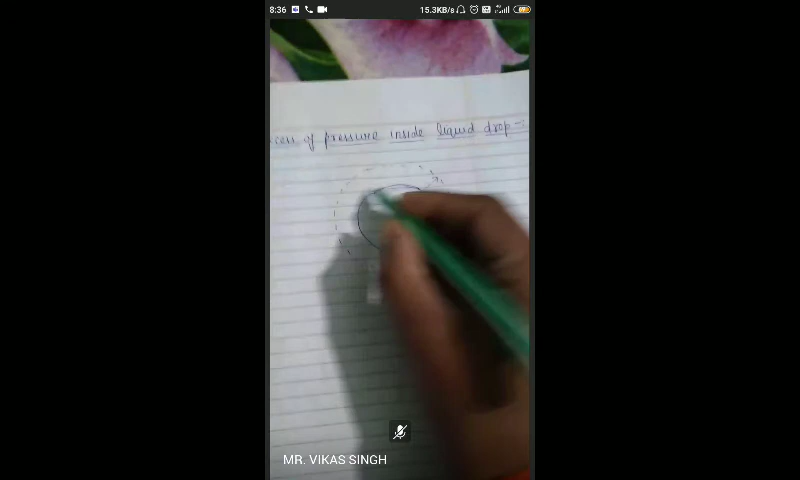 8:36 15.3KB/s
of pressure inside liquid drop -
MR. VIKAS SINGH